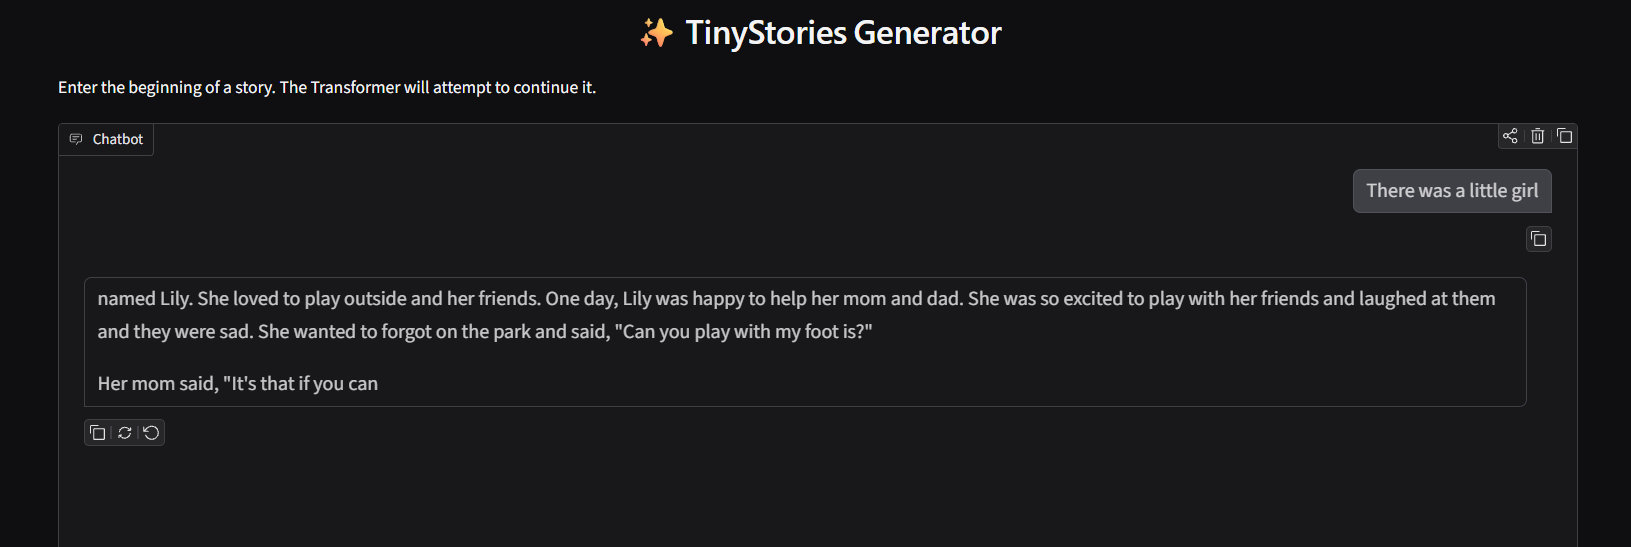 ✨ TinyStories Generator
Enter the beginning of a story. The Transformer will attempt to continue it.
Chatbot
There was a little girl
named Lily. She loved to play outside and her friends. One day, Lily was happy to help her mom and dad. She was so excited to play with her friends and laughed at them
and they were sad. She wanted to forgot on the park and said, "Can you play with my foot is?"
Her mom said, "It's that if you can